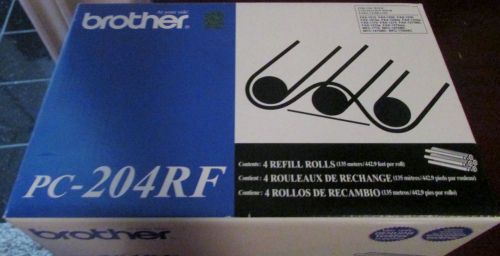 At your side.
brother
Contents: 4 REFILL ROLLS (135 meters / 442.9 feet per roll)
Contient : 4 ROULEAUX DE RECHANGE (135 mètres / 442,9 pieds par rouleau)
Contiene : 4 ROLLOS DE RECAMBIO (135 metros / 442,9 pies por rollo)
PC-204RF
brother